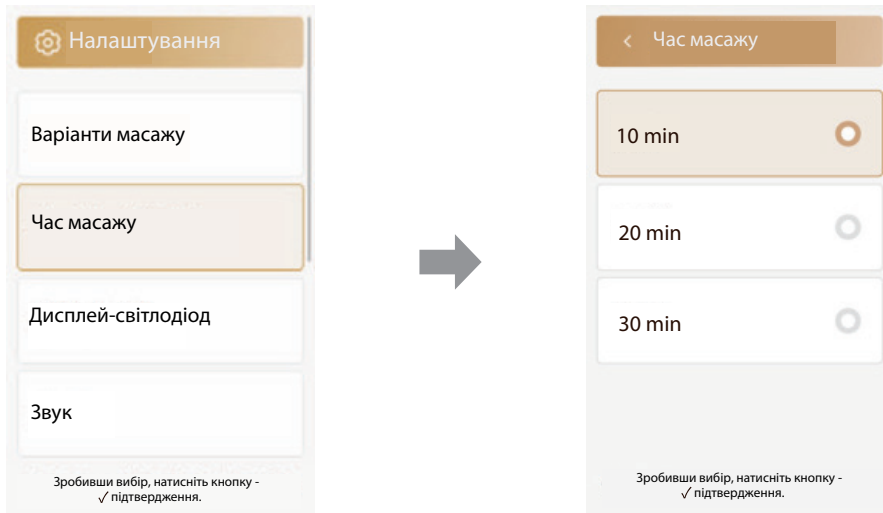 Налаштування
Варіанти масажу
Час масажу
Дисплей-світлодіод
Звук
Зробивши вибір, натисніть кнопку -
✓ підтвердження.
Час масажу
10 min
20 min
30 min
Зробивши вибір, натисніть кнопку -
✓ підтвердження.